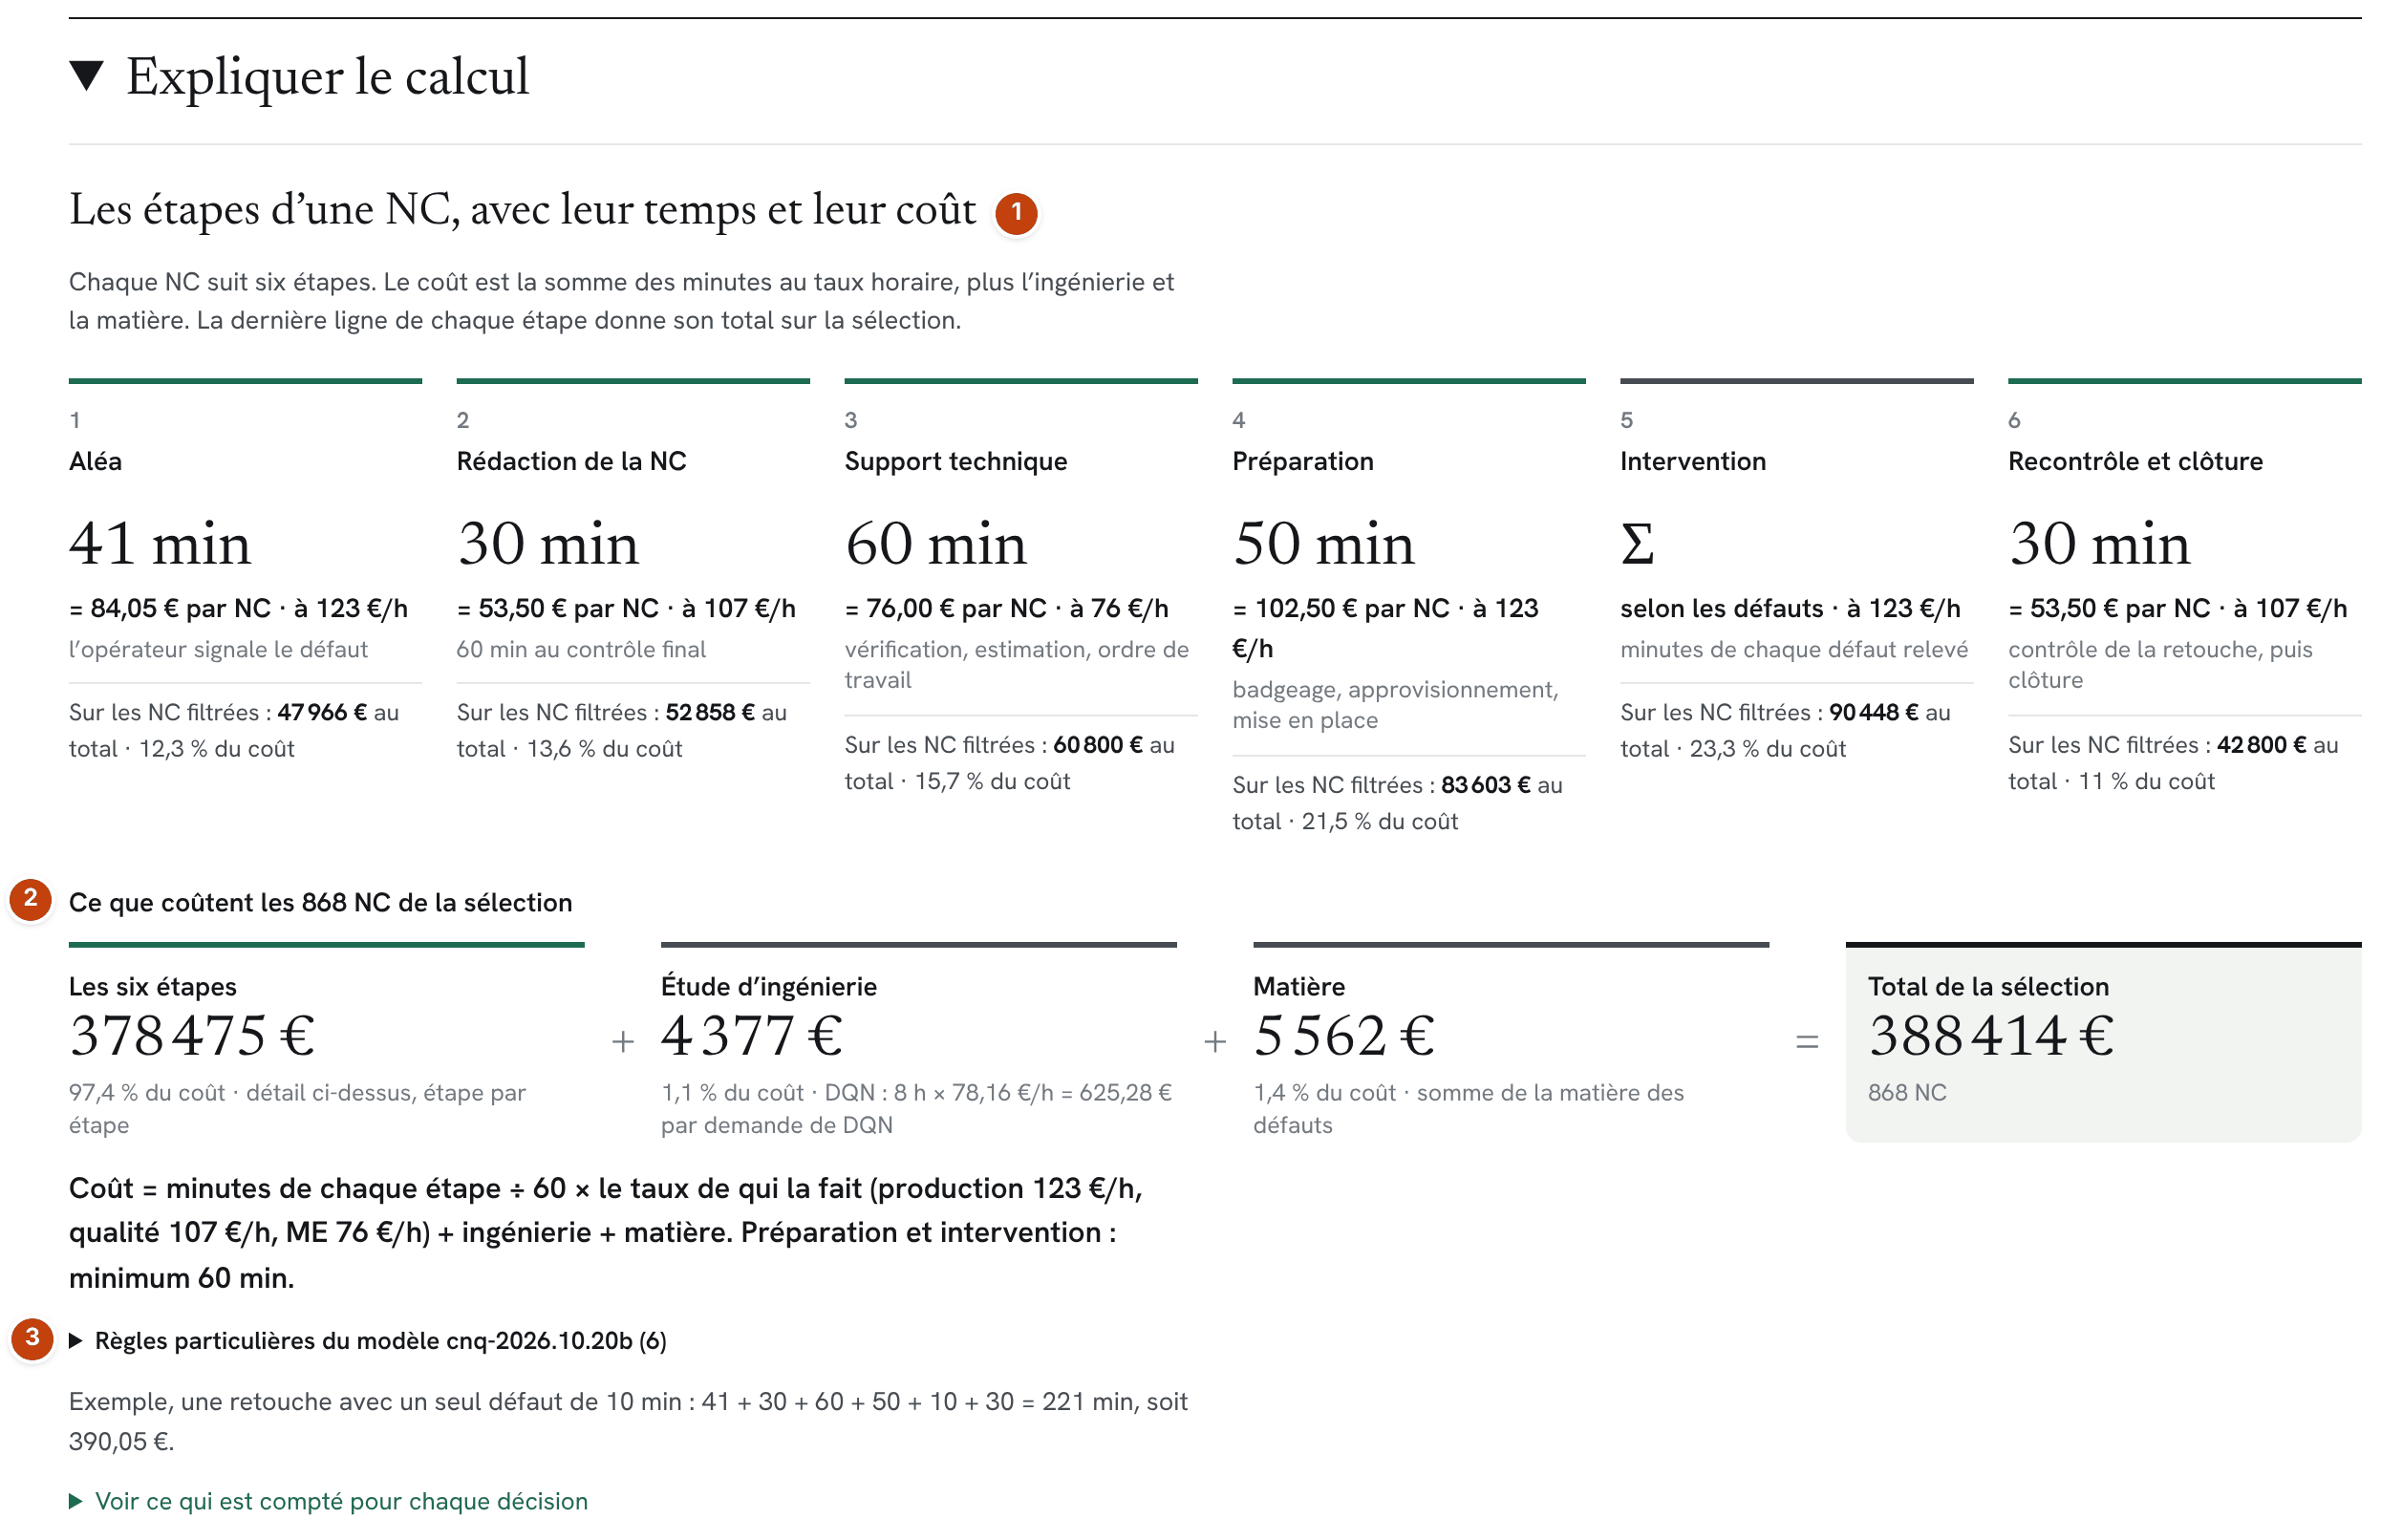 ▼ Expliquer le calcul
Les étapes d’une NC, avec leur temps et leur coût 1
Chaque NC suit six étapes. Le coût est la somme des minutes au taux horaire, plus l’ingénierie et
la matière. La dernière ligne de chaque étape donne son total sur la sélection.
1
Aléa
41 min
= 84,05 € par NC · à 123 €/h
l’opérateur signale le défaut
Sur les NC filtrées : 47 966 € au
total · 12,3 % du coût
2
Rédaction de la NC
30 min
= 53,50 € par NC · à 107 €/h
60 min au contrôle final
Sur les NC filtrées : 52 858 € au
total · 13,6 % du coût
3
Support technique
60 min
= 76,00 € par NC · à 76 €/h
vérification, estimation, ordre de
travail
Sur les NC filtrées : 60 800 € au
total · 15,7 % du coût
4
Préparation
50 min
= 102,50 € par NC · à 123
€/h
badgeage, approvisionnement,
mise en place
Sur les NC filtrées : 83 603 € au
total · 21,5 % du coût
5
Intervention
Σ
selon les défauts · à 123 €/h
minutes de chaque défaut relevé
Sur les NC filtrées : 90 448 € au
total · 23,3 % du coût
6
Recontrôle et clôture
30 min
= 53,50 € par NC · à 107 €/h
contrôle de la retouche, puis
clôture
Sur les NC filtrées : 42 800 € au
total · 11 % du coût
2 Ce que coûtent les 868 NC de la sélection
Les six étapes
378 475 €
97,4 % du coût · détail ci-dessus, étape par
étape
+
Étude d’ingénierie
4 377 €
1,1 % du coût · DQN : 8 h × 78,16 €/h = 625,28 €
par demande de DQN
+
Matière
5 562 €
1,4 % du coût · somme de la matière des
défauts
=
Total de la sélection
388 414 €
868 NC
Coût = minutes de chaque étape ÷ 60 × le taux de qui la fait (production 123 €/h,
qualité 107 €/h, ME 76 €/h) + ingénierie + matière. Préparation et intervention :
minimum 60 min.
3 ▶ Règles particulières du modèle cnq-2026.10.20b (6)
Exemple, une retouche avec un seul défaut de 10 min : 41 + 30 + 60 + 50 + 10 + 30 = 221 min, soit
390,05 €.
▶ Voir ce qui est compté pour chaque décision